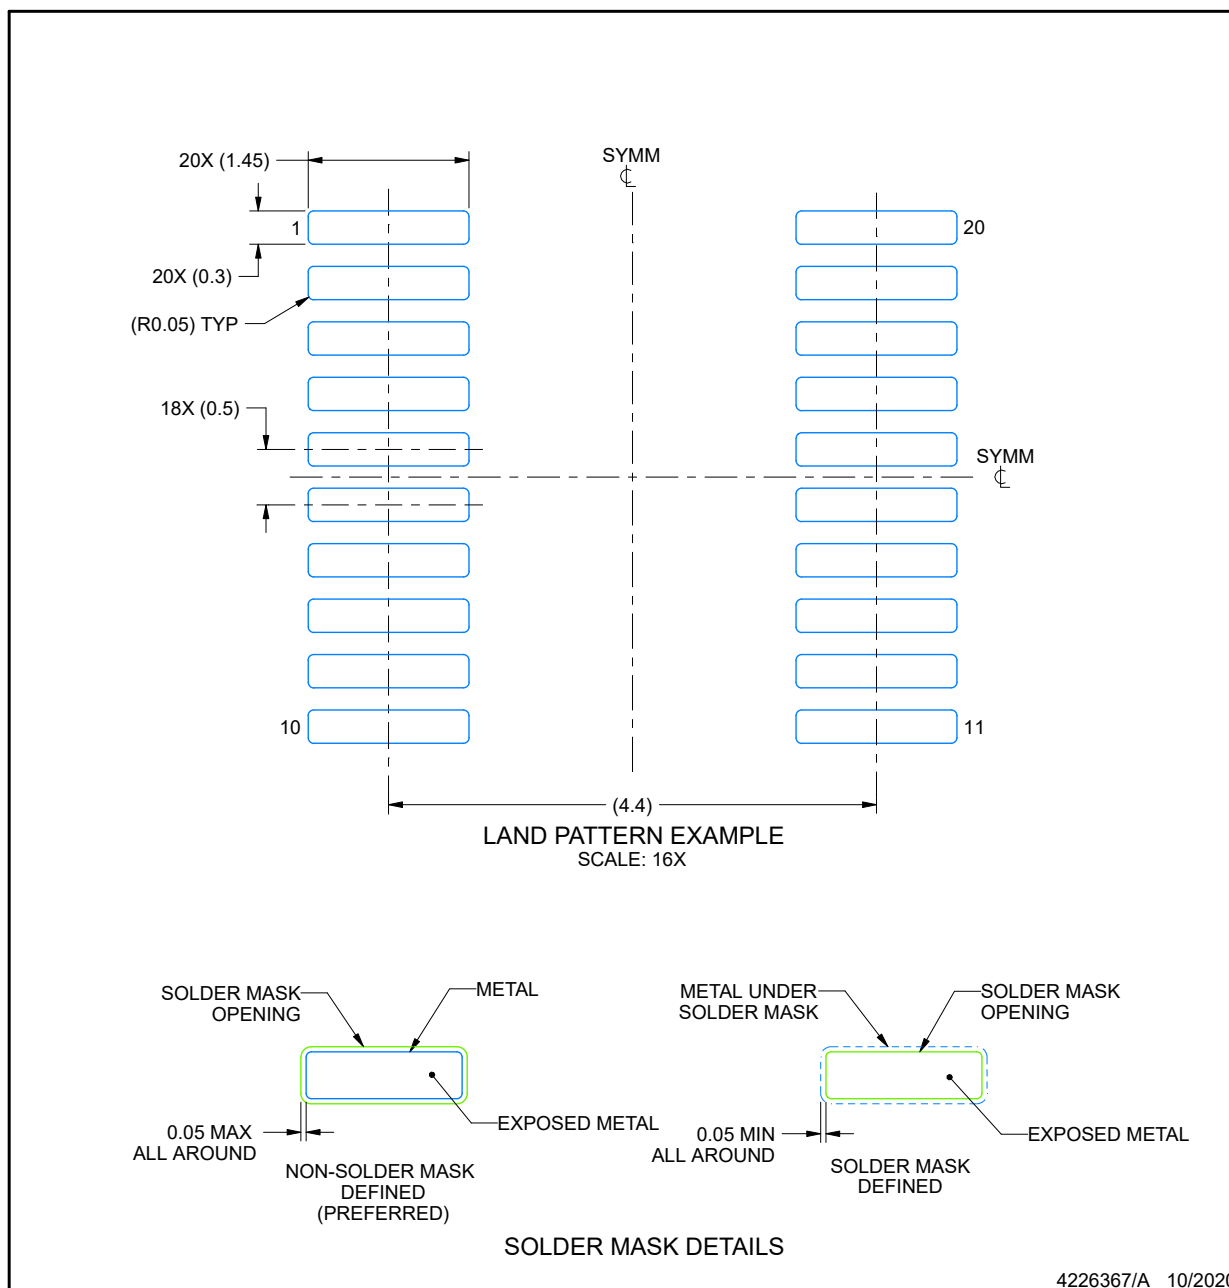 SYMM
℄
20X (1.45)
1
20
20X (0.3)
(R0.05) TYP
18X (0.5)
SYMM
℄
10
11
(4.4)
LAND PATTERN EXAMPLE
SCALE: 16X
SOLDER MASK
OPENING
METAL
EXPOSED METAL
0.05 MAX
ALL AROUND
NON-SOLDER MASK
DEFINED
(PREFERRED)
METAL UNDER
SOLDER MASK
SOLDER MASK
OPENING
EXPOSED METAL
0.05 MIN
ALL AROUND
SOLDER MASK
DEFINED
SOLDER MASK DETAILS
4226367/A 10/2020